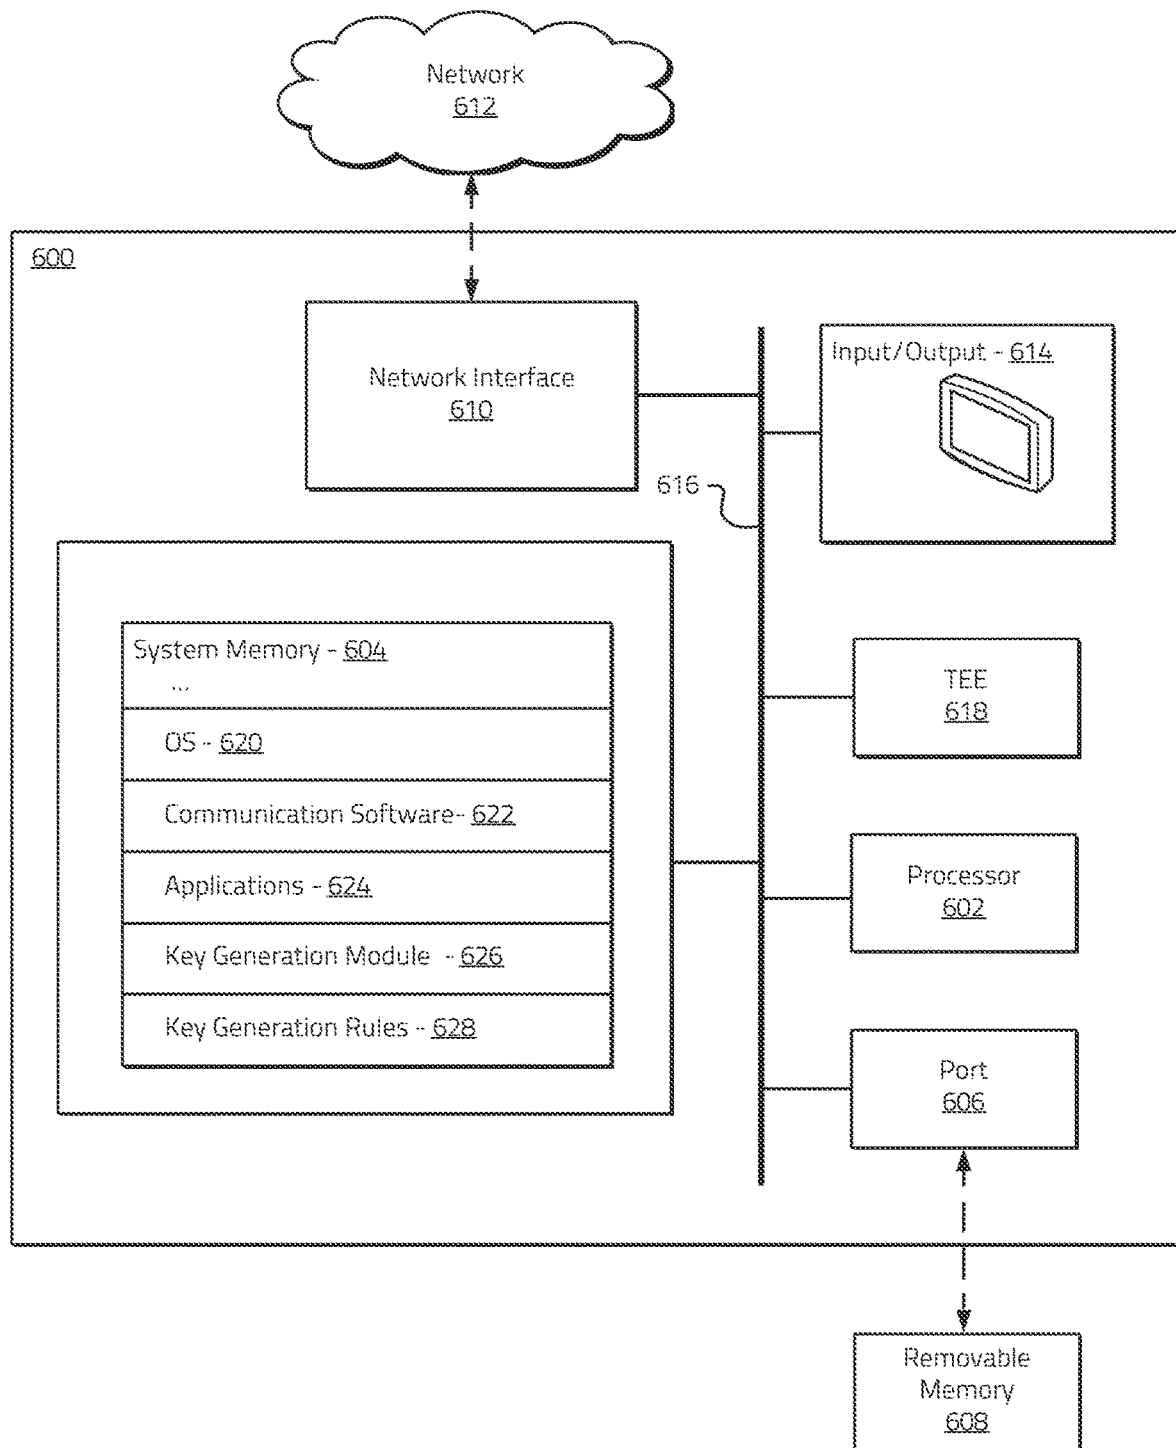 Network
612
600
Network Interface
610
Input/Output - 614
616
System Memory - 604
...
OS - 620
Communication Software- 622
Applications - 624
Key Generation Module - 626
Key Generation Rules - 628
TEE
618
Processor
602
Port
606
Removable
Memory
608